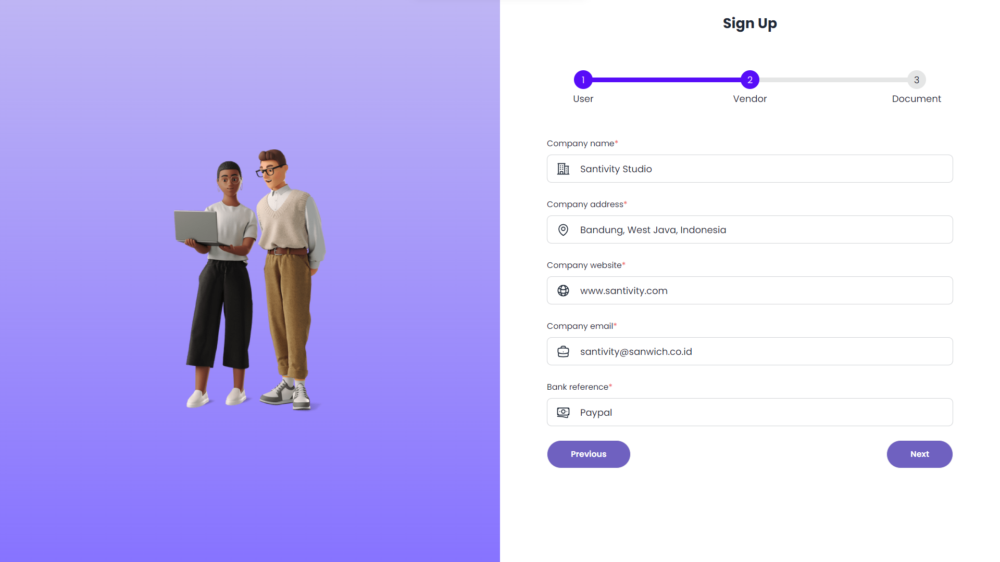 Sign Up
1 2 3
User Vendor Document
Company name*
Santivity Studio
Company address*
Bandung, West Java, Indonesia
Company website*
www.santivity.com
Company email*
santivity@sanwich.co.id
Bank reference*
Paypal
Previous Next